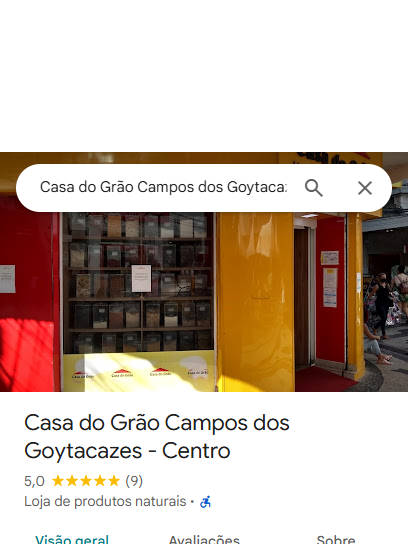 Casa do Grão Campos dos Goytacaz
Casa do Grão Campos dos
Goytacazes - Centro
5,0 (9)
Loja de produtos naturais ·
Visão geral Avaliações Sobre